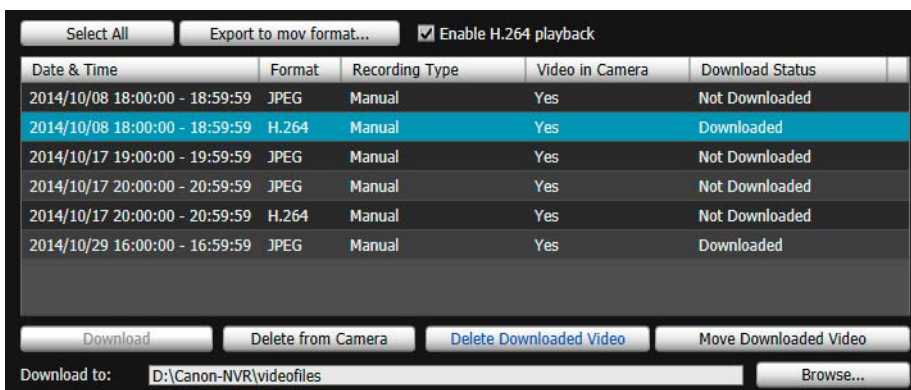 Select All Export to mov format... Enable H.264 playback
Date & Time Format Recording Type Video in Camera Download Status
2014/10/08 18:00:00 - 18:59:59 JPEG Manual Yes Not Downloaded
2014/10/08 18:00:00 - 18:59:59 H.264 Manual Yes Downloaded
2014/10/17 19:00:00 - 19:59:59 JPEG Manual Yes Not Downloaded
2014/10/17 20:00:00 - 20:59:59 JPEG Manual Yes Not Downloaded
2014/10/17 20:00:00 - 20:59:59 H.264 Manual Yes Not Downloaded
2014/10/29 16:00:00 - 16:59:59 JPEG Manual Yes Downloaded
Download Delete from Camera Delete Downloaded Video Move Downloaded Video
Download to: D:\Canon-NVR\videofiles Browse...